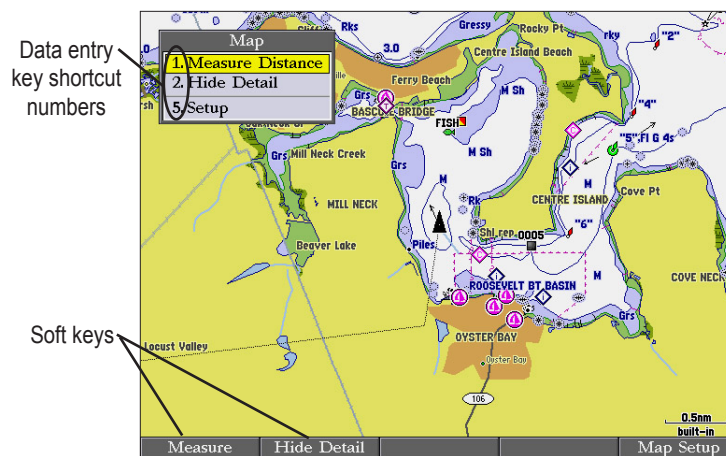 Data entry
key shortcut
numbers
Soft keys
Map
1. Measure Distance
2. Hide Detail
5. Setup
3.0
Rks
Gressy
Rocky Pt
rky
"2"
Centre Island Beach
Ferry Beach
Grs
M Sh
"4"
BASCULE BRIDGE
FISH
"5", Fl G 4s
Grs
Mill Neck Creek
M Sh
Grs
M
M
MILL NECK
CENTRE ISLAND
Cove Pt
Rk
"6"
Shl rep
0005
Beaver Lake
Piles
M
COVE NECK
ROOSEVELT BT BASIN
Grs
OYSTER BAY
Locust Valley
Oyster Bay
106
0.5nm
built-in
Measure
Hide Detail
Map Setup